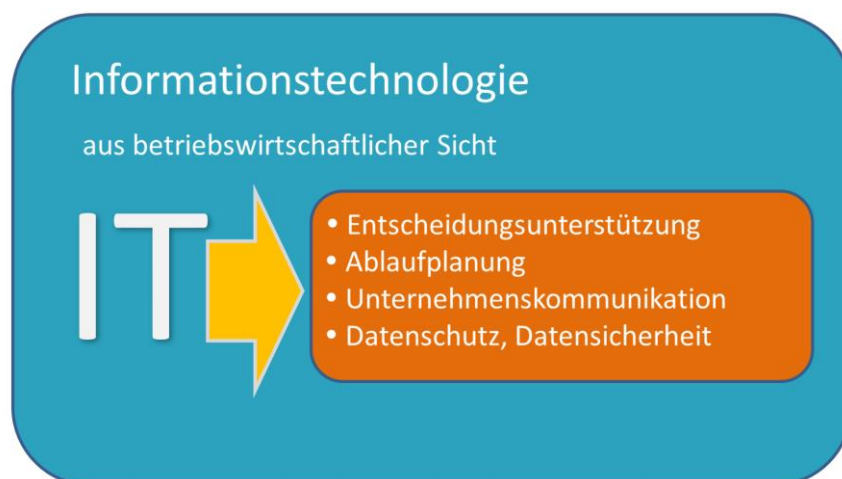 Informationstechnologie
aus betriebswirtschaftlicher Sicht
IT
• Entscheidungsunterstützung
• Ablaufplanung
• Unternehmenskommunikation
• Datenschutz, Datensicherheit